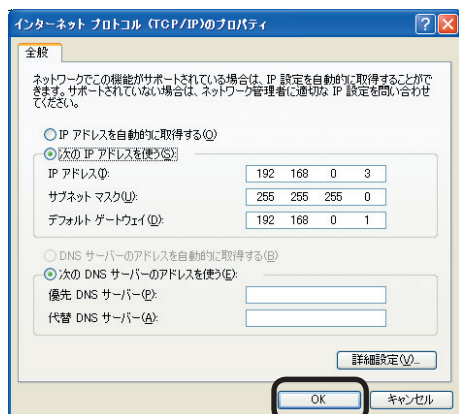 インターネット プロトコル (TCP/IP)のプロパティ
全般
ネットワークでこの機能がサポートされている場合は、IP 設定を自動的に取得することがで
きます。サポートされていない場合は、ネットワーク管理者に適切な IP 設定を問い合わせ
てください。
IP アドレスを自動的に取得する(O)
次の IP アドレスを使う(S):
IP アドレス(I): 192 168 0 3
サブネット マスク(U): 255 255 255 0
デフォルト ゲートウェイ(D): 192 168 0 1
DNS サーバーのアドレスを自動的に取得する(B)
次の DNS サーバーのアドレスを使う(E):
優先 DNS サーバー(P):
代替 DNS サーバー(A):
詳細設定(V)...
OK キャンセル